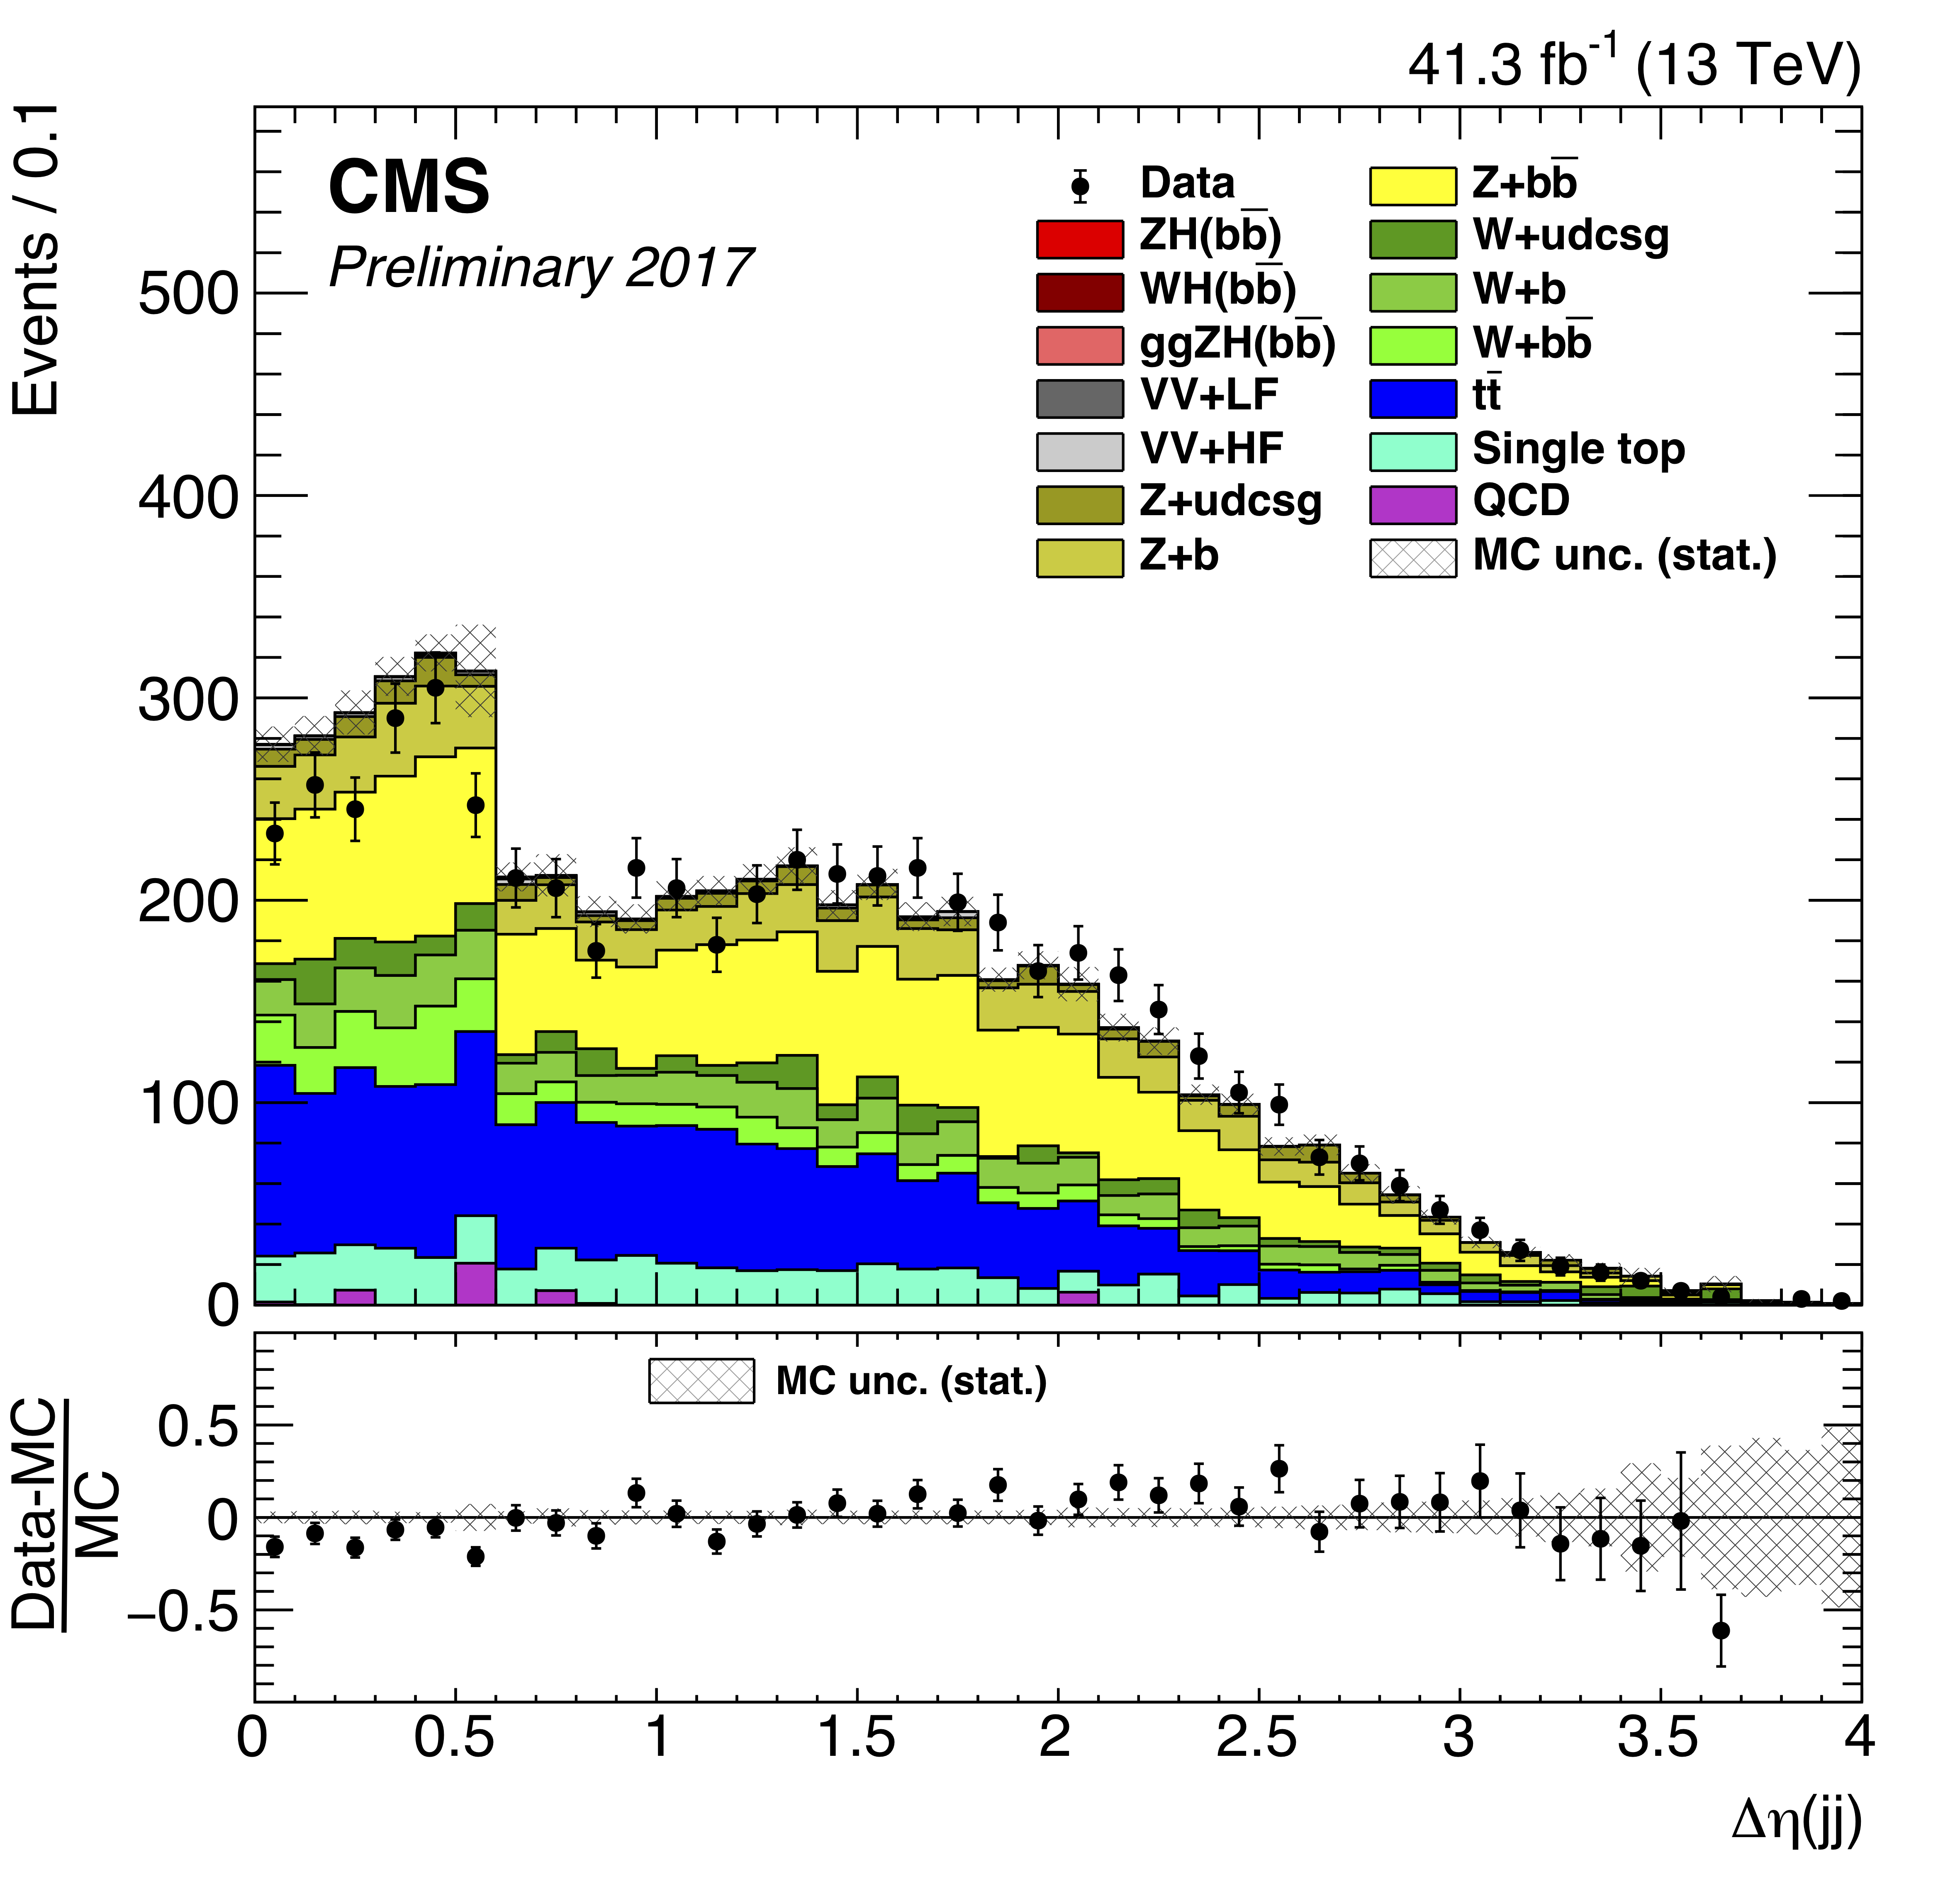 41.3 fb⁻¹ (13 TeV)
Events / 0.1
CMS
Preliminary 2017
Data
ZH(bb̅)
WH(bb̅)
ggZH(bb̅)
VV+LF
VV+HF
Z+udcsg
Z+b
Z+bb̅
W+udcsg
W+b
W+bb̅
tt̅
Single top
QCD
MC unc. (stat.)
500
400
300
200
100
0
MC unc. (stat.)
Data-MC
MC
0.5
0
−0.5
0 0.5 1 1.5 2 2.5 3 3.5 4
Δη(jj)